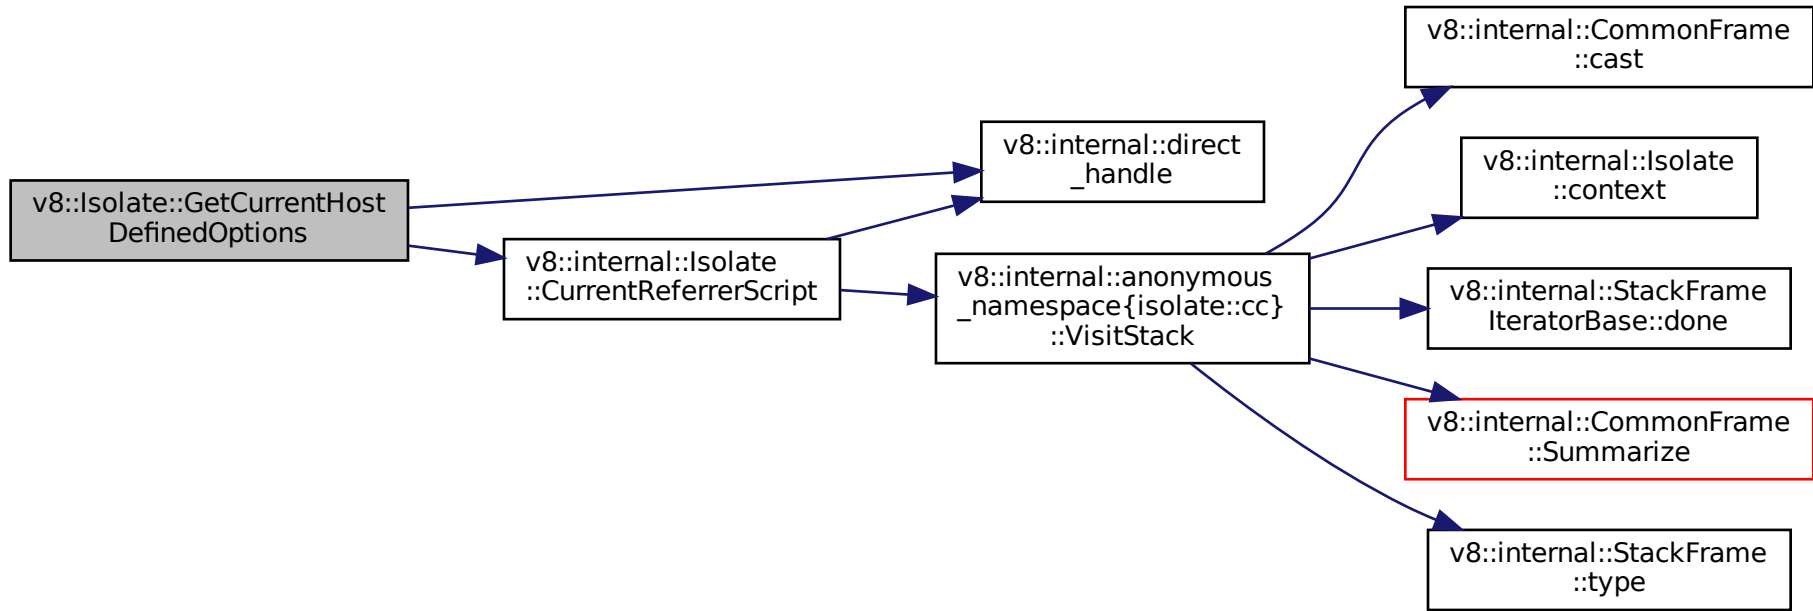 v8::Isolate::GetCurrentHost
DefinedOptions
v8::internal::direct
_handle
v8::internal::Isolate
::CurrentReferrerScript
v8::internal::anonymous
_namespace{isolate::cc}
::VisitStack
v8::internal::CommonFrame
::cast
v8::internal::Isolate
::context
v8::internal::StackFrame
IteratorBase::done
v8::internal::CommonFrame
::Summarize
v8::internal::StackFrame
::type